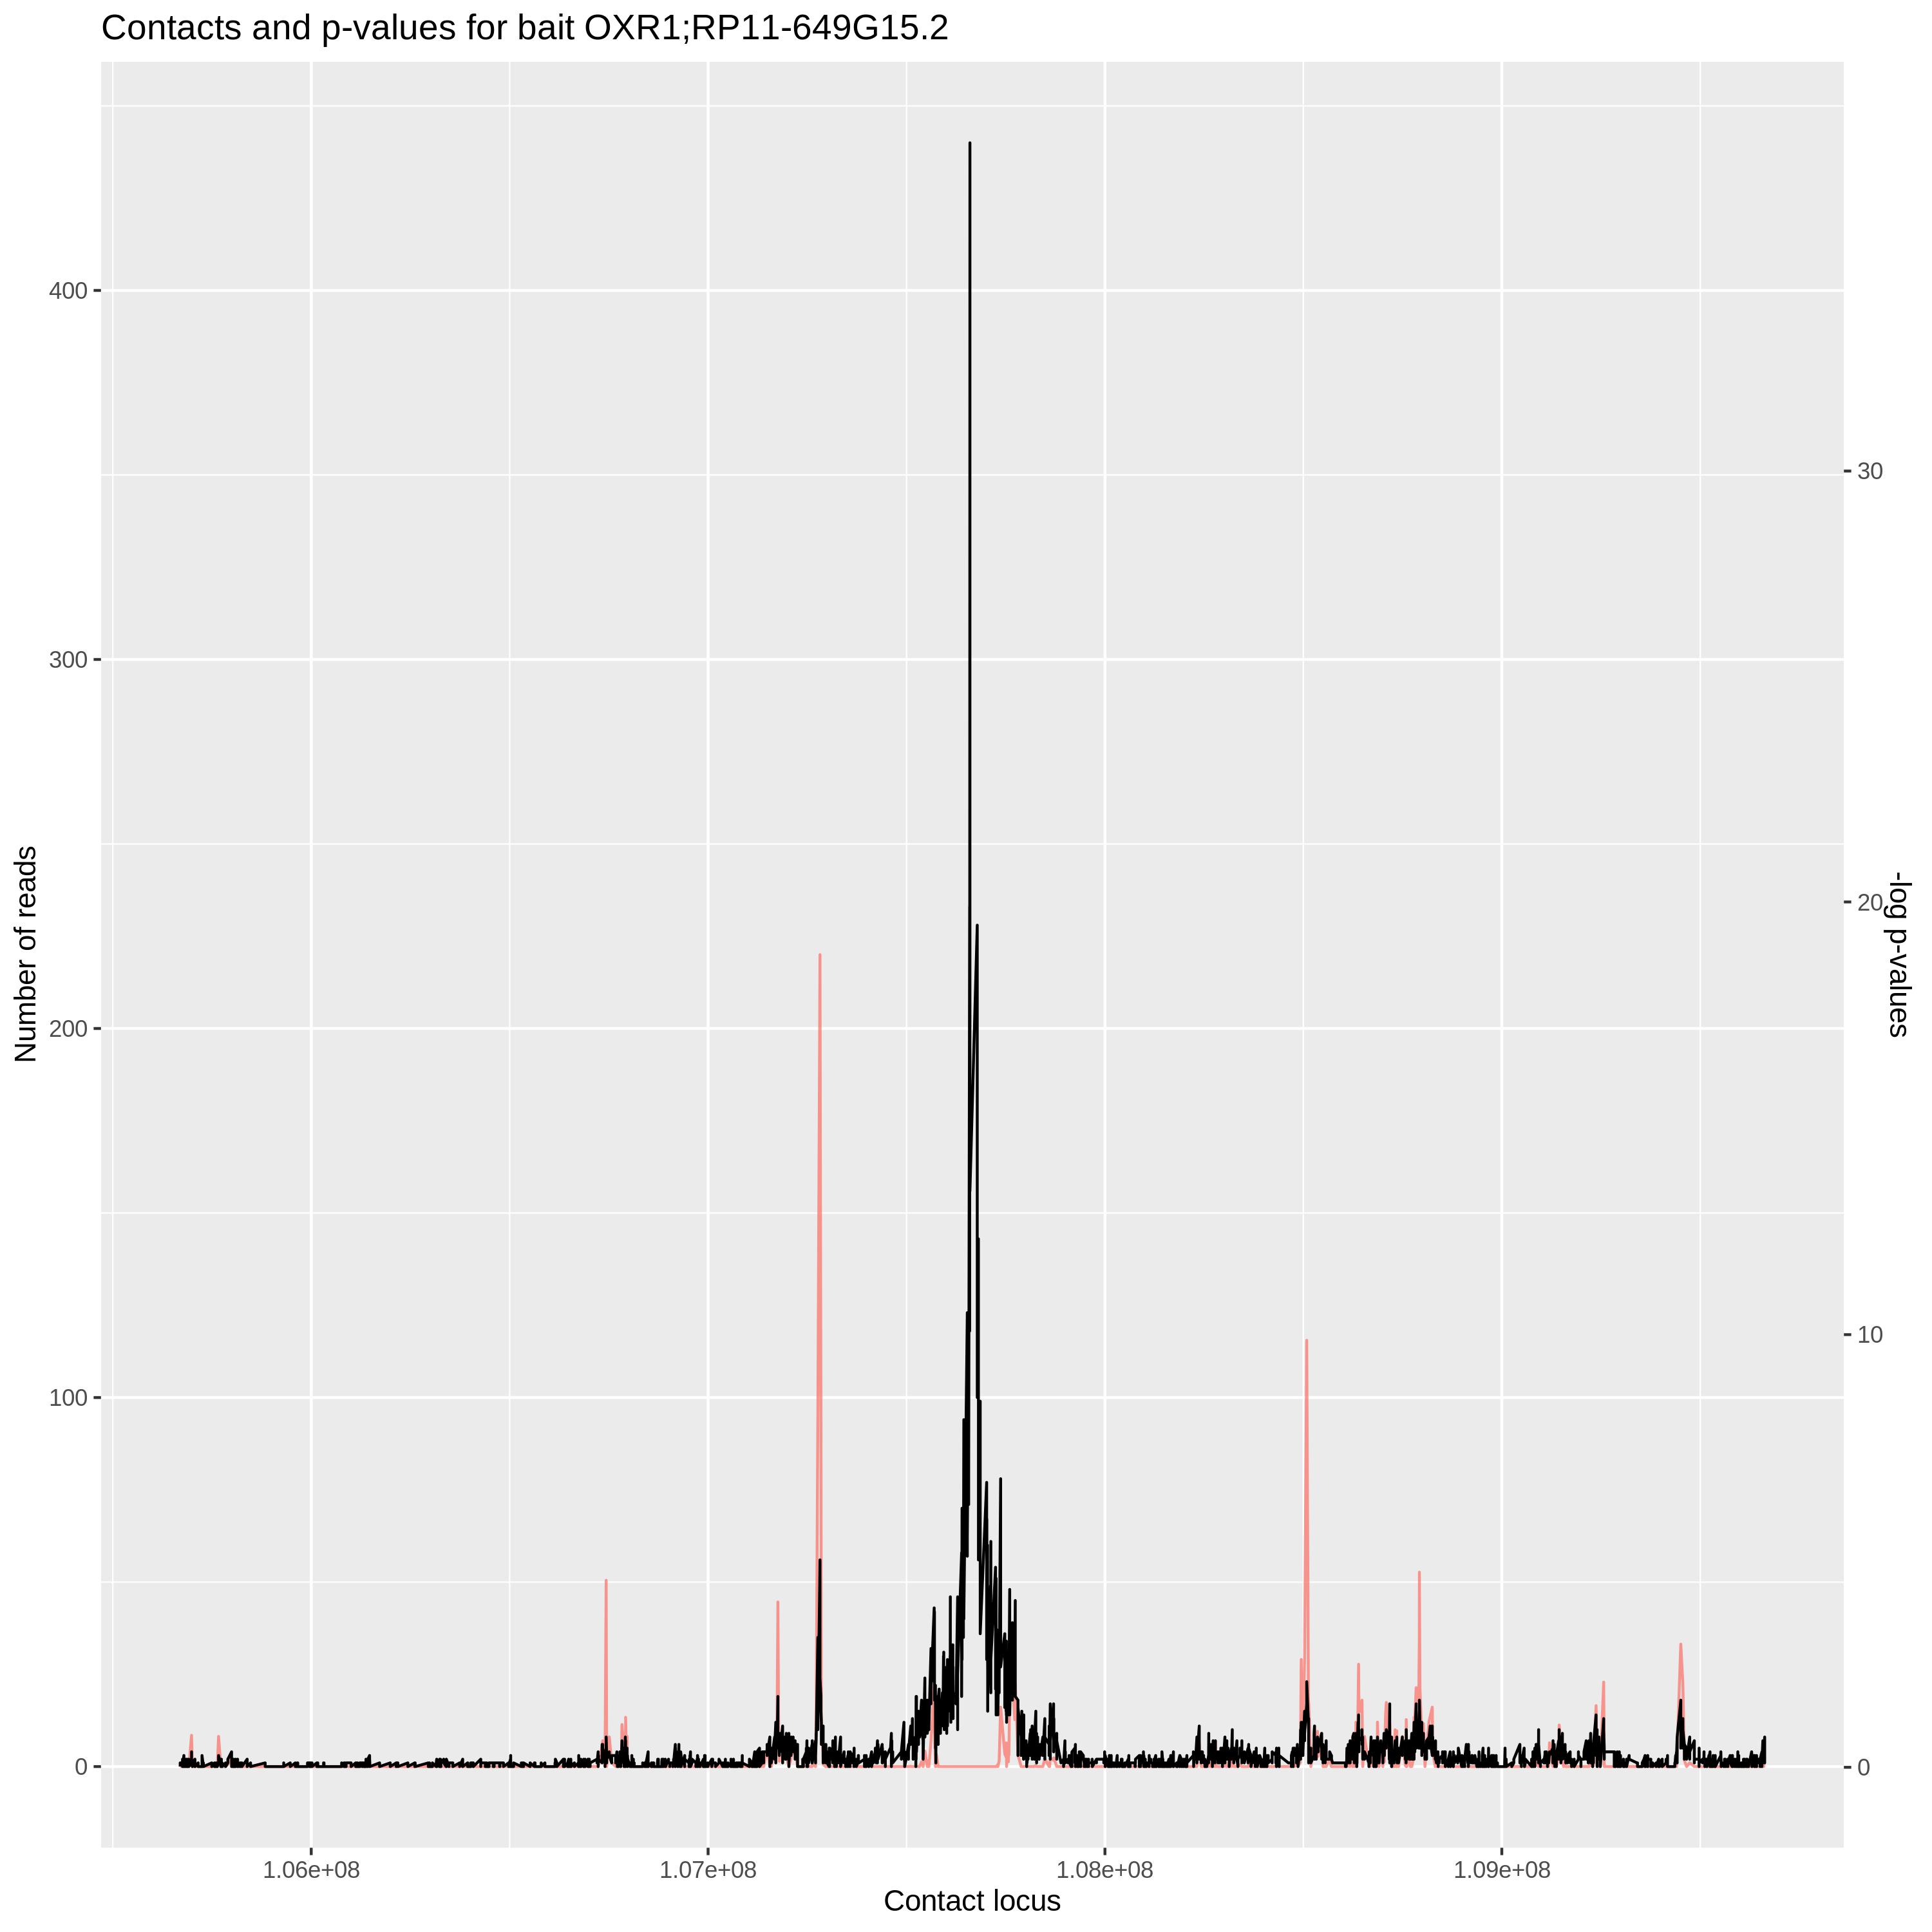 Contacts and p-values for bait OXR1;RP11-649G15.2
400
300
200
100
0
Number of reads
30
20
10
0
-log p-values
1.06e+08 1.07e+08 1.08e+08 1.09e+08
Contact locus